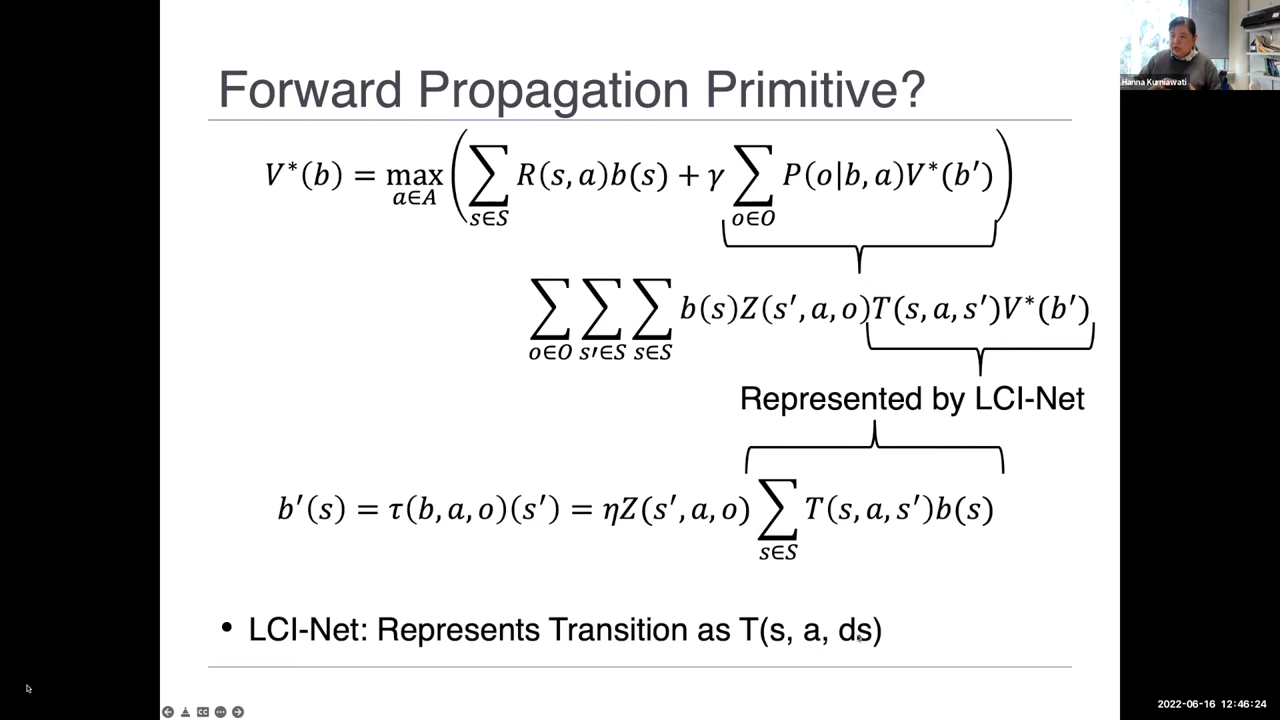 Hanna Kurniawati
Forward Propagation Primitive?
V*(b) = max a∈A ( ∑ s∈S R(s, a)b(s) + γ ∑ o∈O P(o|b, a)V*(b′) )
∑ o∈O ∑ s′∈S ∑ s∈S b(s)Z(s′, a, o)T(s, a, s′)V*(b′)
Represented by LCI-Net
b′(s) = τ(b, a, o)(s′) = ηZ(s′, a, o) ∑ s∈S T(s, a, s′)b(s)
• LCI-Net: Represents Transition as T(s, a, ds)
2022-06-16 12:46:24